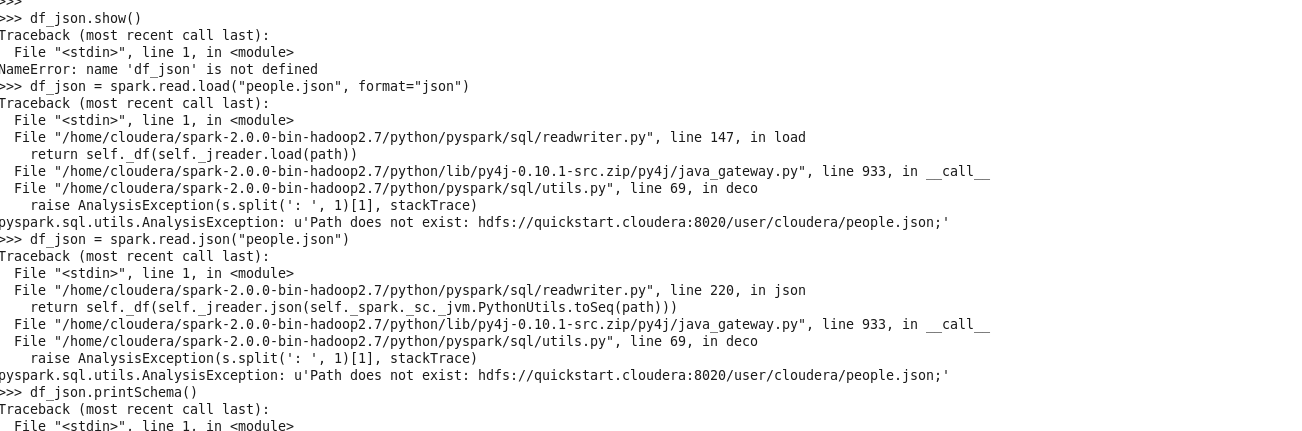 >>>
>>> df_json.show()
Traceback (most recent call last):
  File "<stdin>", line 1, in <module>
NameError: name 'df_json' is not defined
>>> df_json = spark.read.load("people.json", format="json")
Traceback (most recent call last):
  File "<stdin>", line 1, in <module>
  File "/home/cloudera/spark-2.0.0-bin-hadoop2.7/python/pyspark/sql/readwriter.py", line 147, in load
    return self._df(self._jreader.load(path))
  File "/home/cloudera/spark-2.0.0-bin-hadoop2.7/python/lib/py4j-0.10.1-src.zip/py4j/java_gateway.py", line 933, in __call__
  File "/home/cloudera/spark-2.0.0-bin-hadoop2.7/python/pyspark/sql/utils.py", line 69, in deco
    raise AnalysisException(s.split(': ', 1)[1], stackTrace)
pyspark.sql.utils.AnalysisException: u'Path does not exist: hdfs://quickstart.cloudera:8020/user/cloudera/people.json;'
>>> df_json = spark.read.json("people.json")
Traceback (most recent call last):
  File "<stdin>", line 1, in <module>
  File "/home/cloudera/spark-2.0.0-bin-hadoop2.7/python/pyspark/sql/readwriter.py", line 220, in json
    return self._df(self._jreader.json(self._spark._sc._jvm.PythonUtils.toSeq(path)))
  File "/home/cloudera/spark-2.0.0-bin-hadoop2.7/python/lib/py4j-0.10.1-src.zip/py4j/java_gateway.py", line 933, in __call__
  File "/home/cloudera/spark-2.0.0-bin-hadoop2.7/python/pyspark/sql/utils.py", line 69, in deco
    raise AnalysisException(s.split(': ', 1)[1], stackTrace)
pyspark.sql.utils.AnalysisException: u'Path does not exist: hdfs://quickstart.cloudera:8020/user/cloudera/people.json;'
>>> df_json.printSchema()
Traceback (most recent call last):
  File "<stdin>", line 1, in <module>